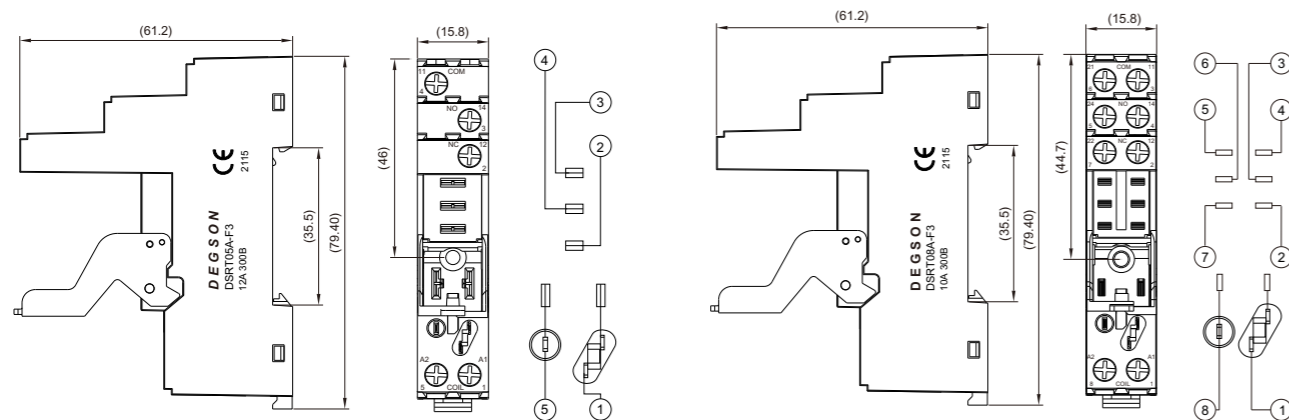 (61.2)
(15.8)
(46)
(35.5)
(79.40)
CE
2115
DEGSON
DSRT05A-F3
12A 300B
11
COM
4
NO
14
3
NC
12
2
A2
A1
5
COIL
1
4
3
2
5
1
(61.2)
(15.8)
(44.7)
(35.5)
(79.40)
CE
2115
DEGSON
DSRT08A-F3
10A 300B
21
COM
11
6
3
24
NO
14
5
4
22
NC
12
7
2
A2
A1
8
COIL
1
6
3
5
4
7
2
8
1